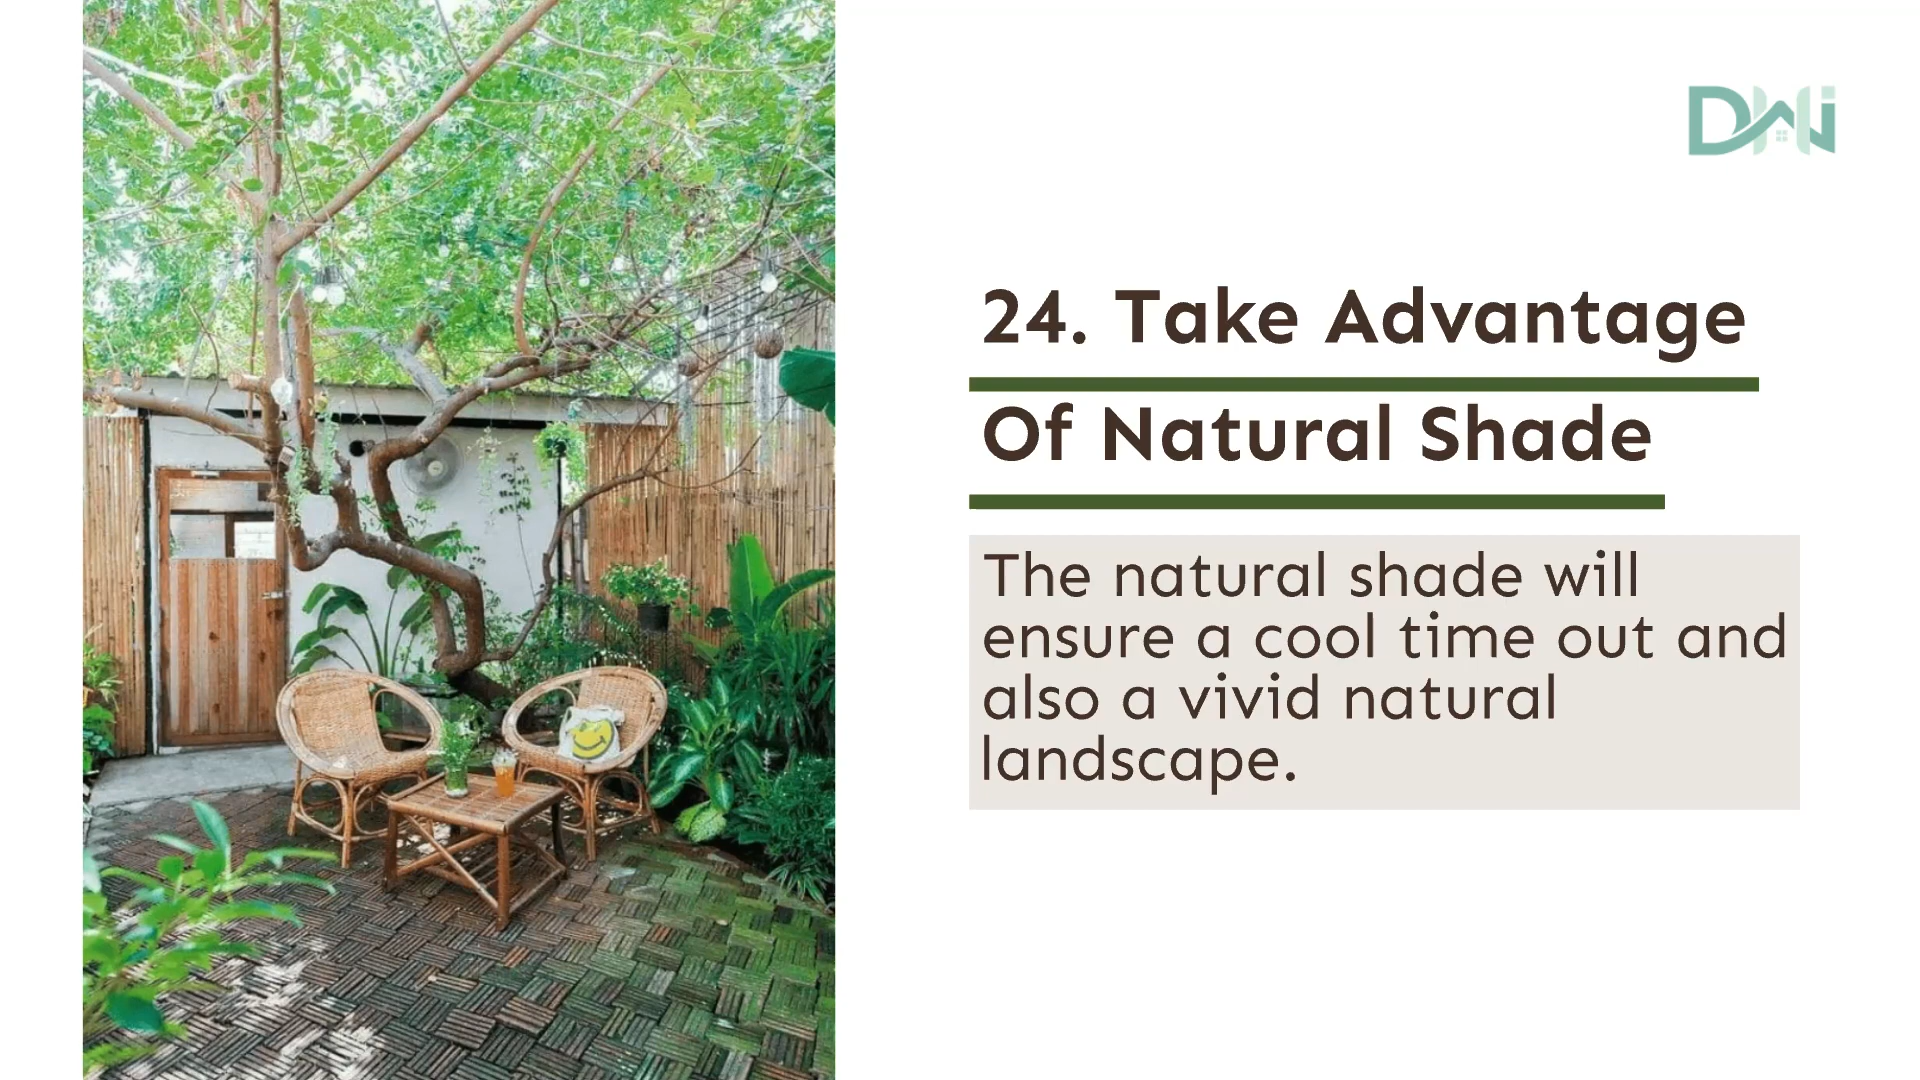 24. Take Advantage
Of Natural Shade
The natural shade will
ensure a cool time out and
also a vivid natural
landscape.